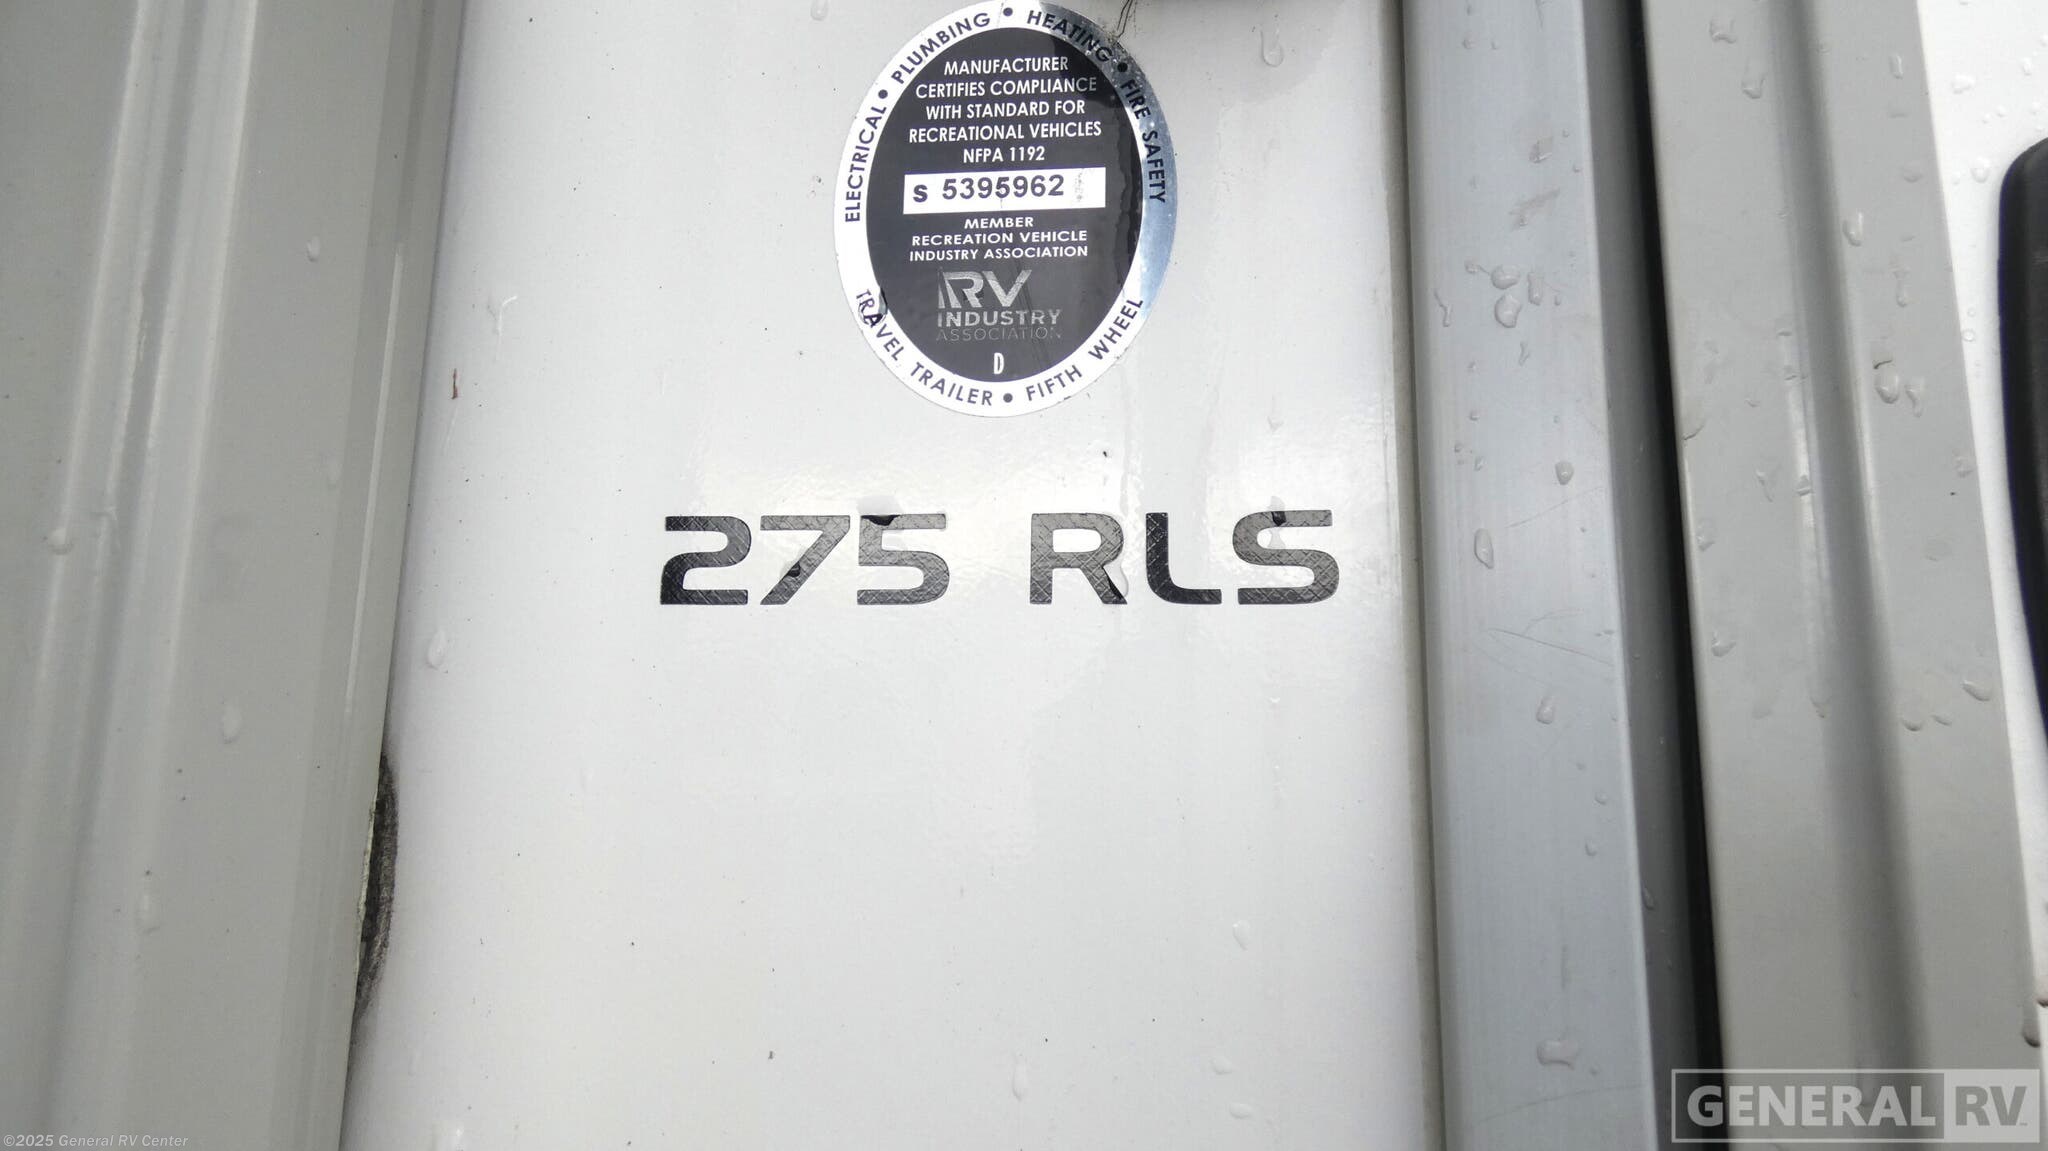 ELECTRICAL • PLUMBING • HEATING • FIRE SAFETY
MANUFACTURER
CERTIFIES COMPLIANCE
WITH STANDARD FOR
RECREATIONAL VEHICLES
NFPA 1192
S 5395962
MEMBER
RECREATION VEHICLE
INDUSTRY ASSOCIATION
RV
INDUSTRY
ASSOCIATION
D
TRAVEL TRAILER • FIFTH WHEEL
275 RLS
GENERAL RV
©2025 General RV Center